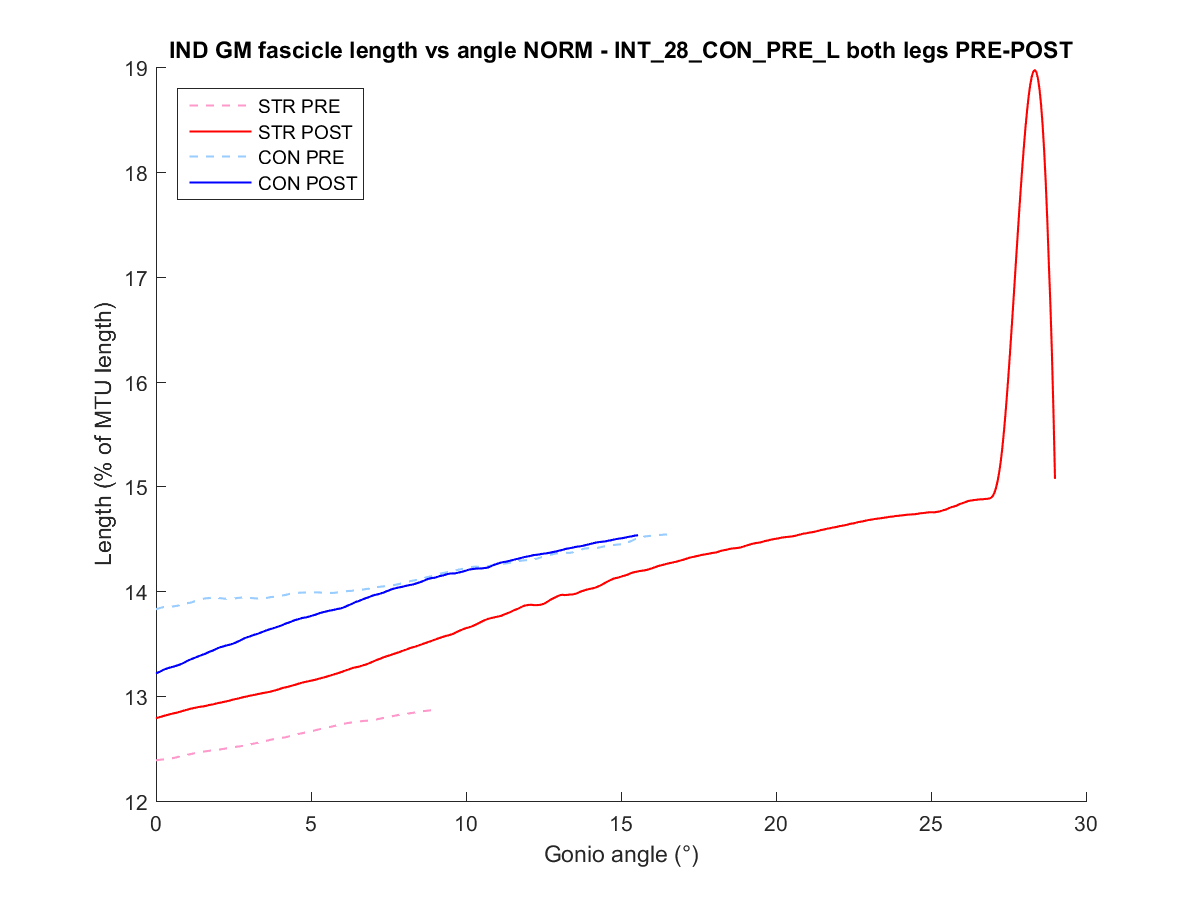 IND GM fascicle length vs angle NORM - INT_28_CON_PRE_L both legs PRE-POST
STR PRE
STR POST
CON PRE
CON POST
Length (% of MTU length)
19
18
17
16
15
14
13
12
0 5 10 15 20 25 30
Gonio angle (°)